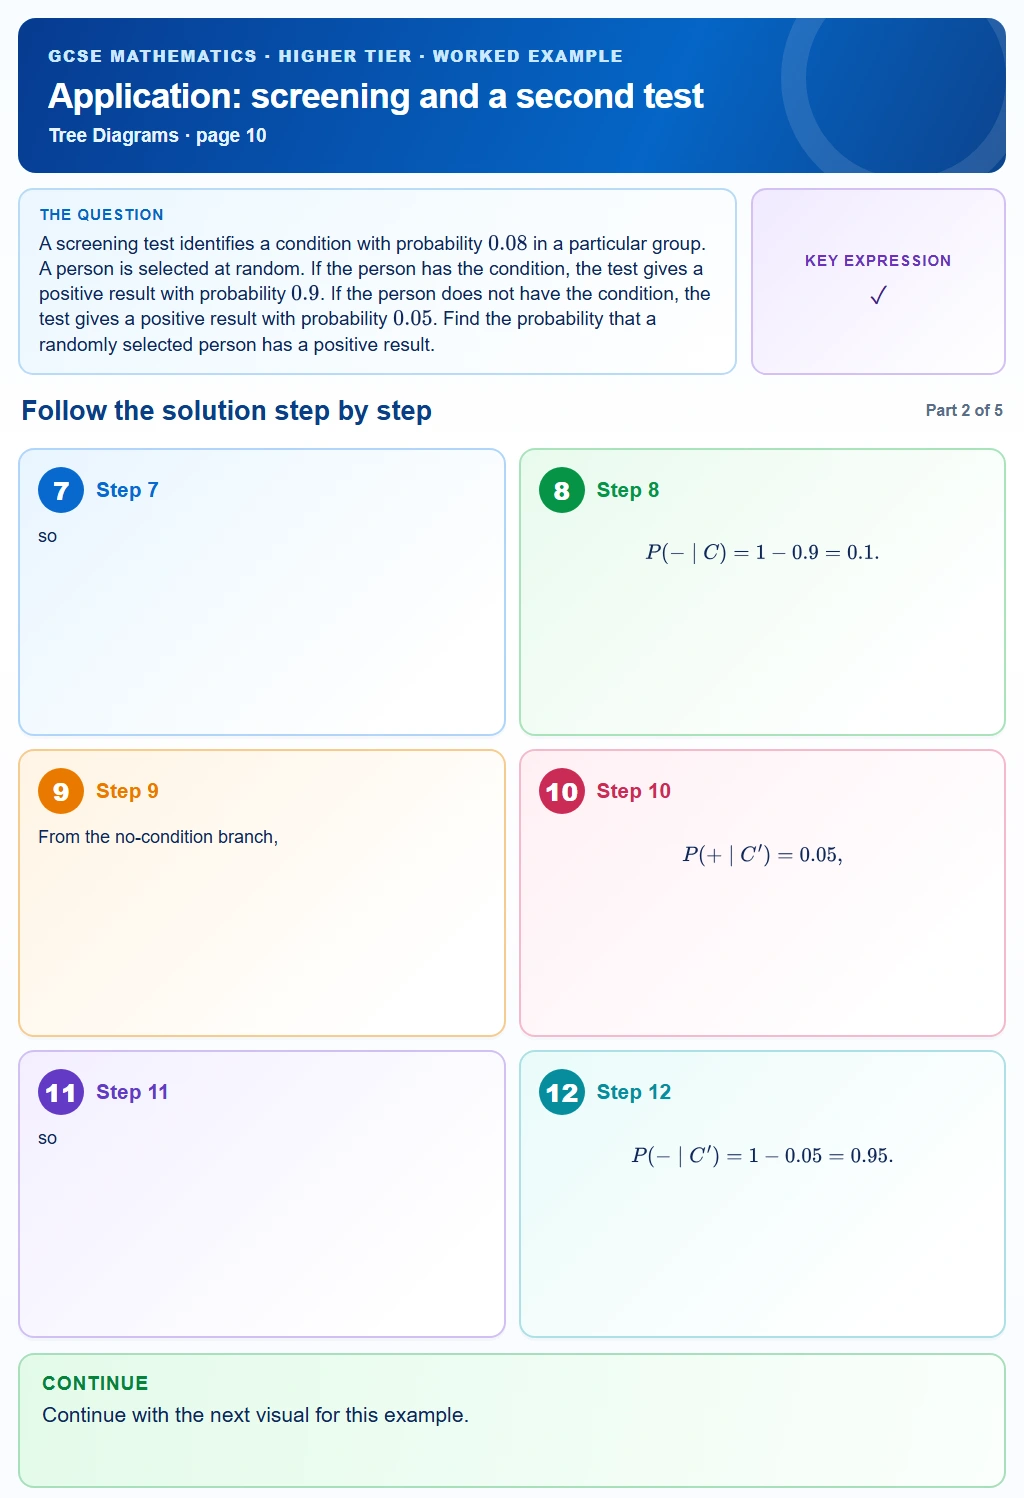 GCSE MATHEMATICS · HIGHER TIER · WORKED EXAMPLE
Application: screening and a second test
Tree Diagrams · page 10
THE QUESTION
A screening test identifies a condition with probability 0.08 in a particular group.
A person is selected at random. If the person has the condition, the test gives a
positive result with probability 0.9. If the person does not have the condition, the
test gives a positive result with probability 0.05. Find the probability that a
randomly selected person has a positive result.
KEY EXPRESSION
✓
Follow the solution step by step
Part 2 of 5
7 Step 7
so
8 Step 8
P(− | C) = 1 − 0.9 = 0.1.
9 Step 9
From the no-condition branch,
10 Step 10
P(+ | C′) = 0.05,
11 Step 11
so
12 Step 12
P(− | C′) = 1 − 0.05 = 0.95.
CONTINUE
Continue with the next visual for this example.